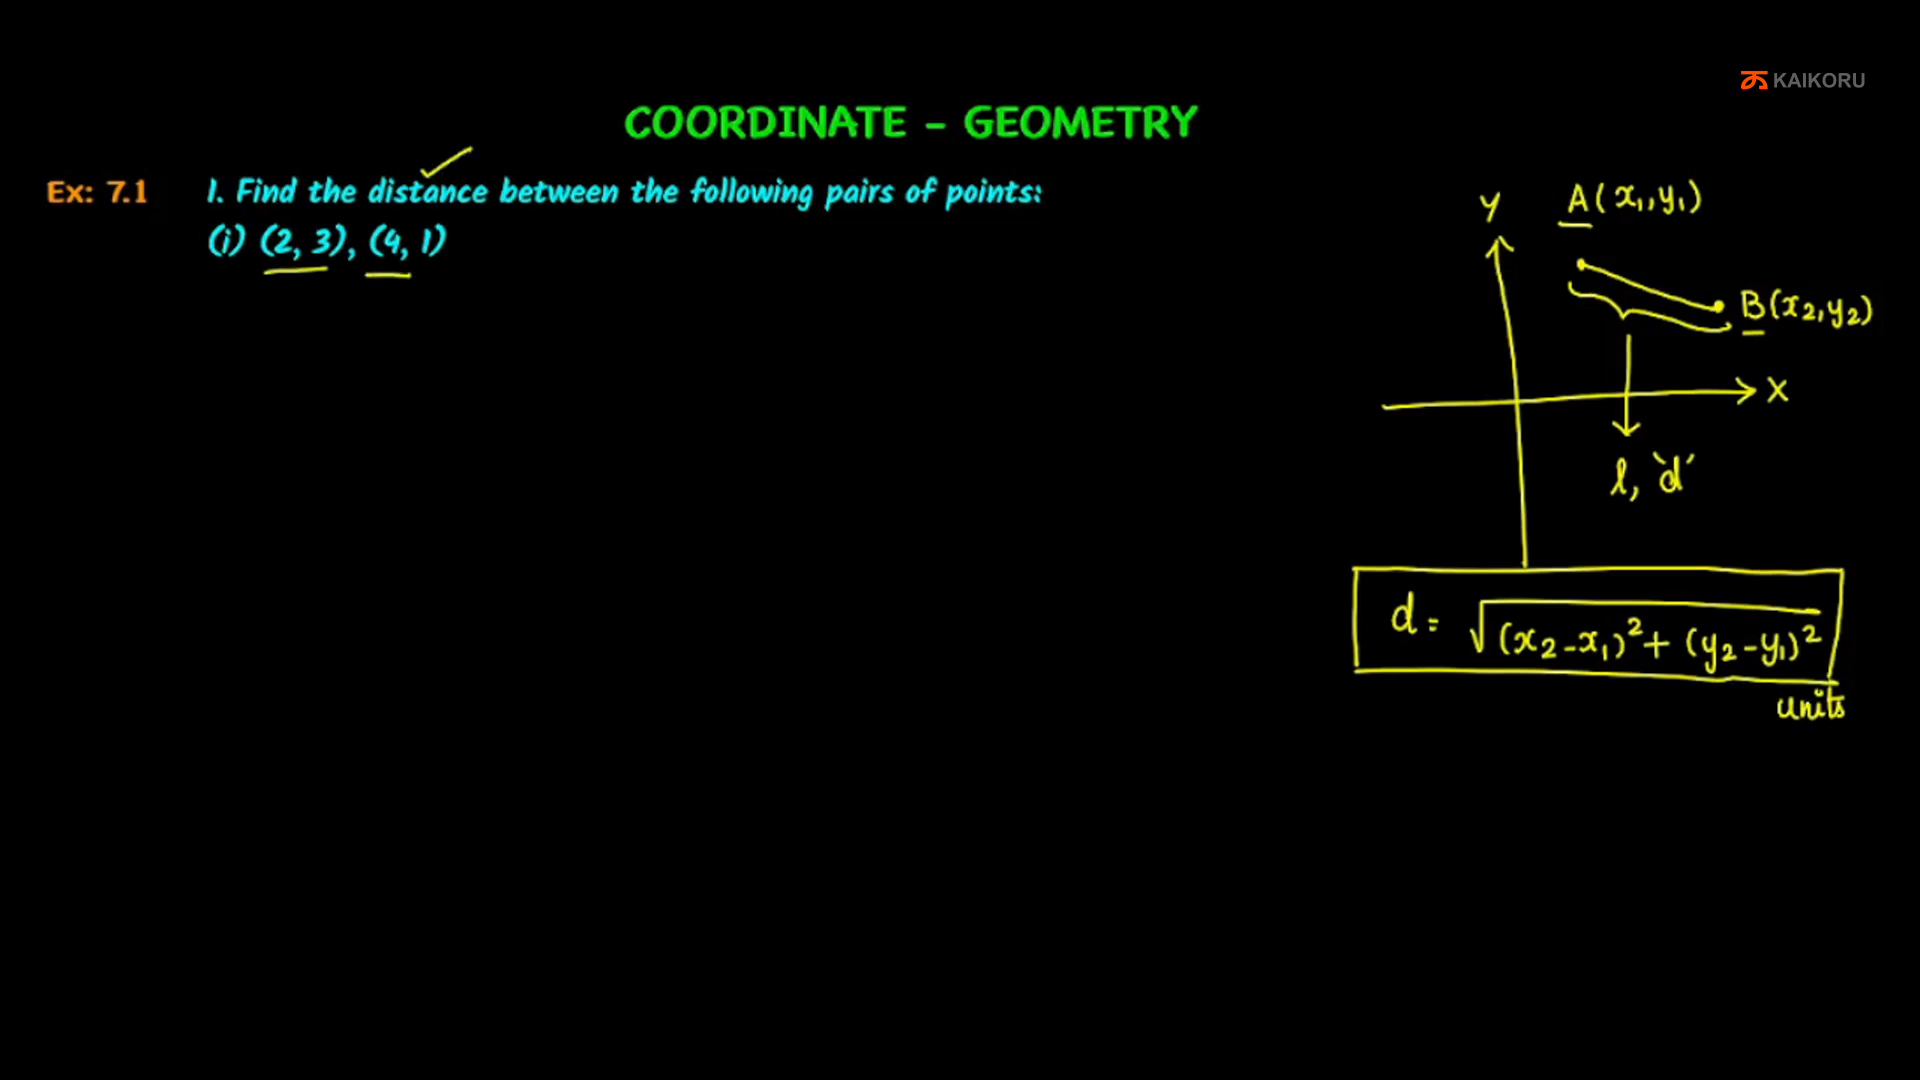 KAIKORU
COORDINATE - GEOMETRY
Ex: 7.1 1. Find the distance between the following pairs of points:
(i) (2, 3), (4, 1)
Y A(x₁,y₁)
B(x₂,y₂)
X
l, `d´
d = √(x₂-x₁)²+(y₂-y₁)²
units